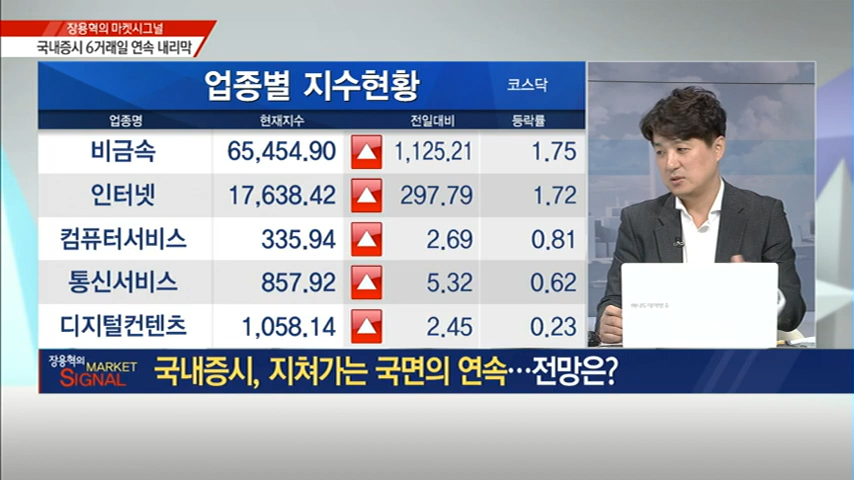 장용혁의 마켓시그널
국내증시 6거래일 연속 내리막
업종별 지수현황 코스닥
업종명 현재지수 전일대비 등락률
비금속 65,454.90 ▲ 1,125.21 1.75
인터넷 17,638.42 ▲ 297.79 1.72
컴퓨터서비스 335.94 ▲ 2.69 0.81
통신서비스 857.92 ▲ 5.32 0.62
디지털컨텐츠 1,058.14 ▲ 2.45 0.23
장용혁의
MARKET
SIGNAL
국내증시, 지쳐가는 국면의 연속…전망은?